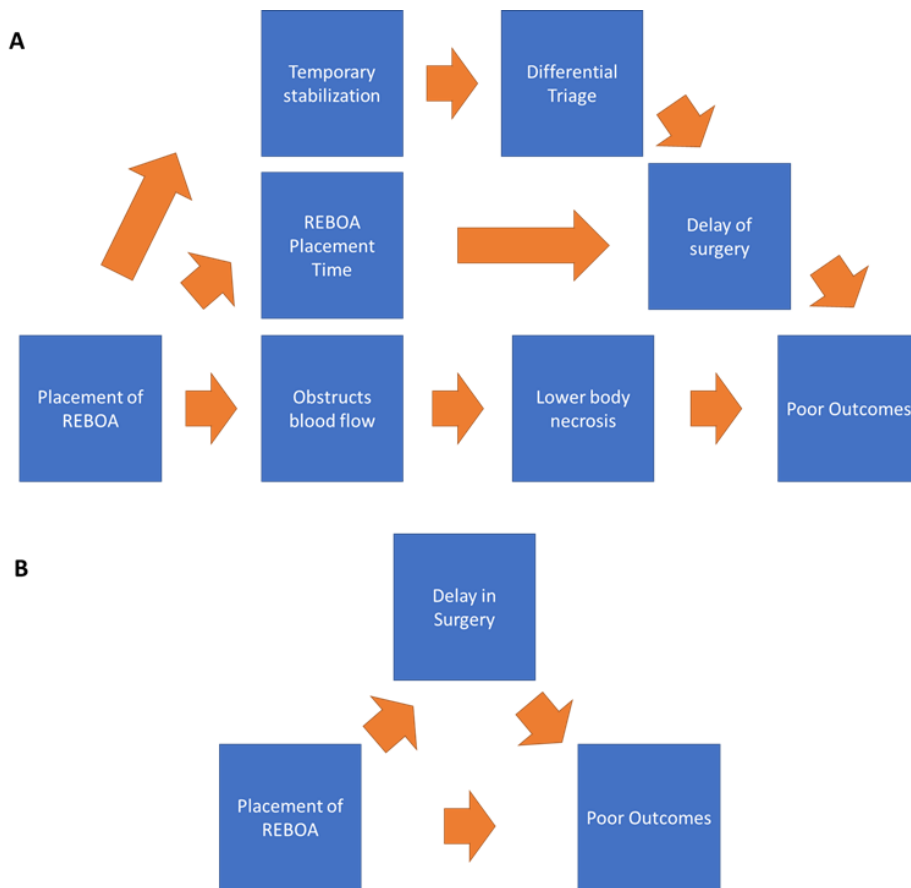 A
Temporary
stabilization
Differential
Triage
REBOA
Placement
Time
Delay of
surgery
Placement of
REBOA
Obstructs
blood flow
Lower body
necrosis
Poor Outcomes
B
Delay in
Surgery
Placement of
REBOA
Poor Outcomes